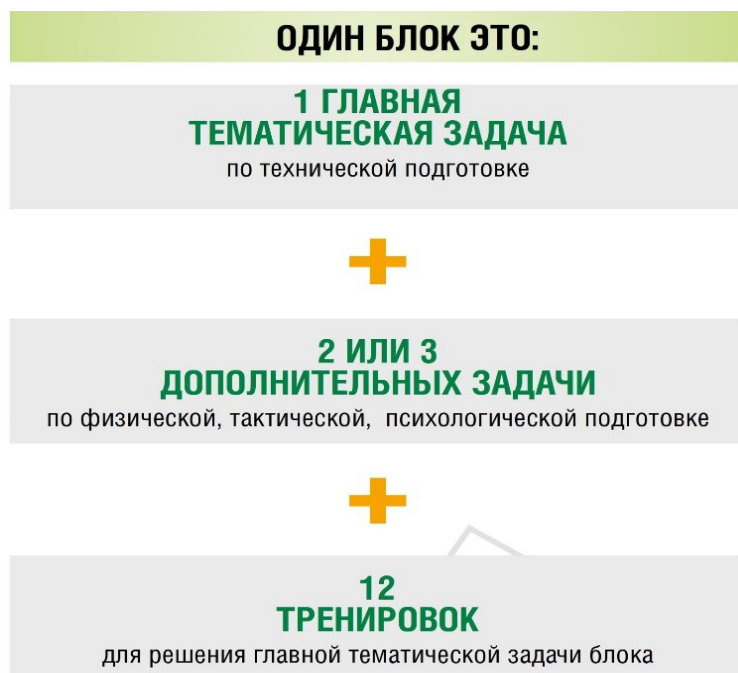 ОДИН БЛОК ЭТО:
1 ГЛАВНАЯ
ТЕМАТИЧЕСКАЯ ЗАДАЧА
по технической подготовке
+
2 ИЛИ 3
ДОПОЛНИТЕЛЬНЫХ ЗАДАЧИ
по физической, тактической, психологической подготовке
+
12
ТРЕНИРОВОК
для решения главной тематической задачи блока